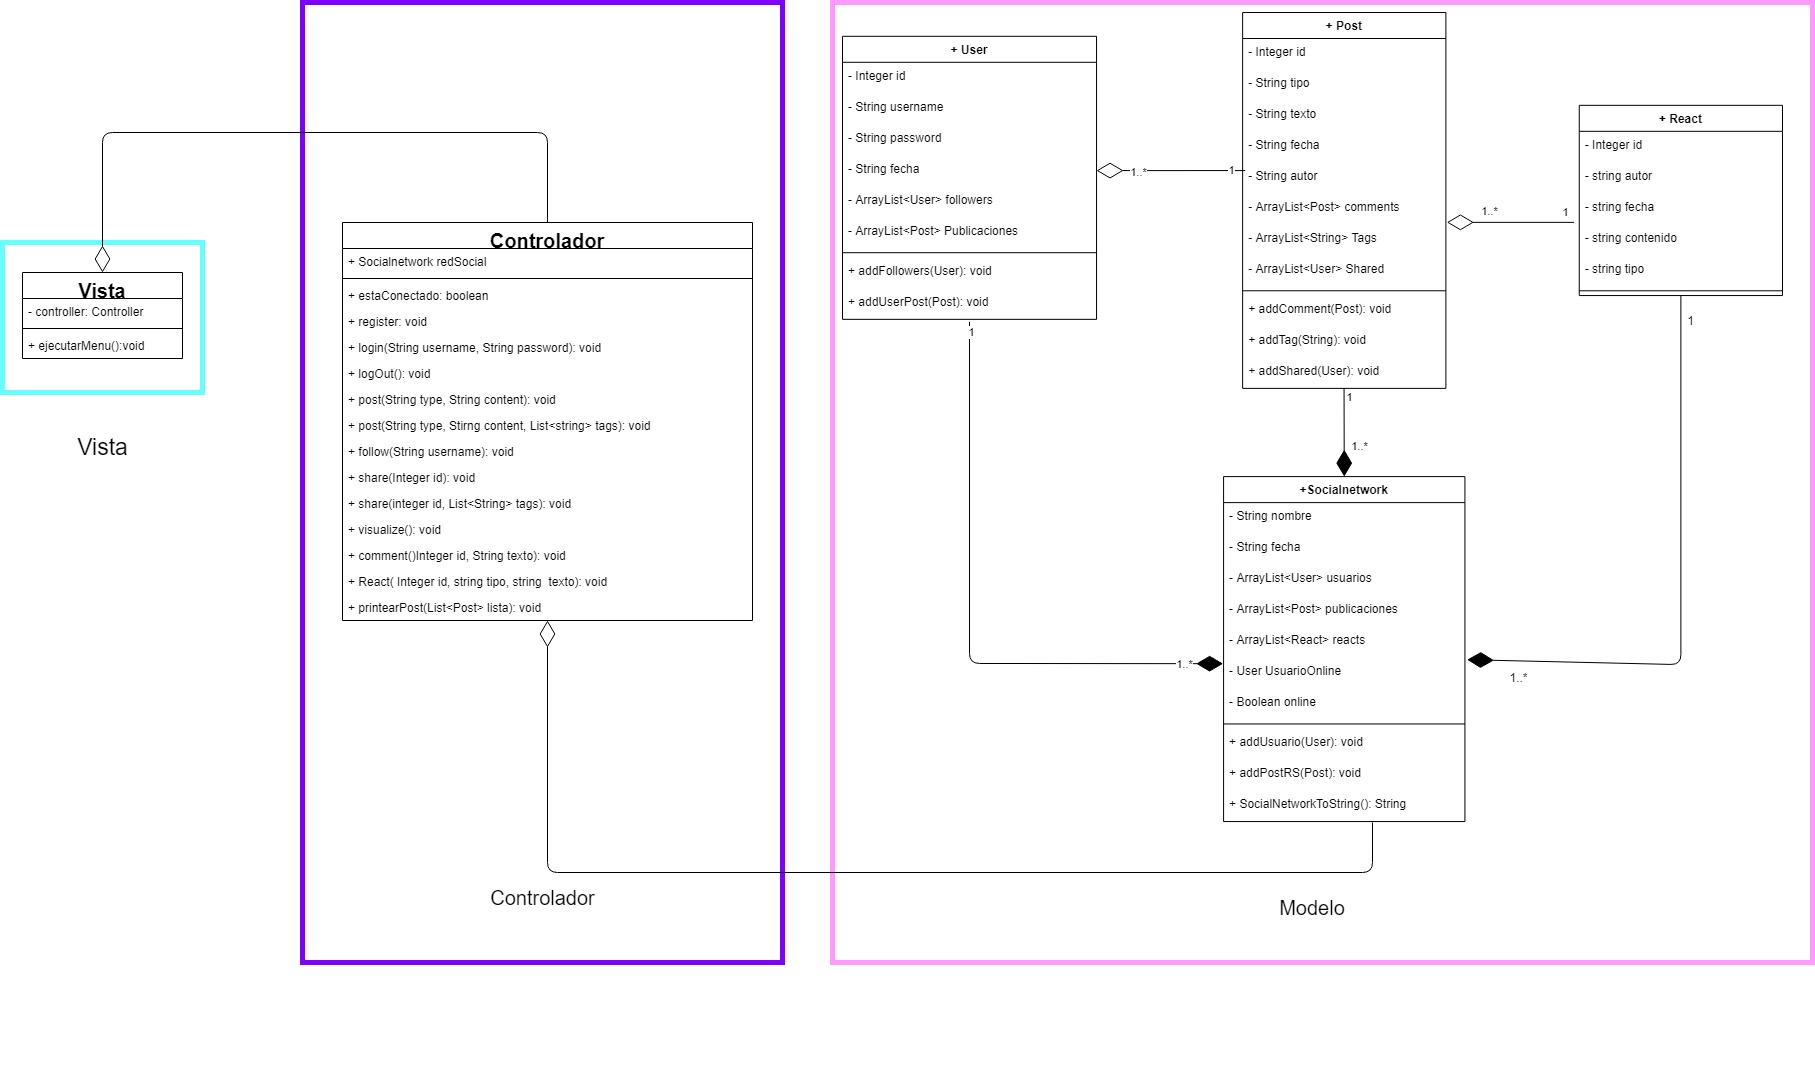 Vista
- controller: Controller
+ ejecutarMenu():void
Vista
Controlador
+ Socialnetwork redSocial
+ estaConectado: boolean
+ register: void
+ login(String username, String password): void
+ logOut(): void
+ post(String type, String content): void
+ post(String type, Stirng content, List<string> tags): void
+ follow(String username): void
+ share(Integer id): void
+ share(integer id, List<String> tags): void
+ visualize(): void
+ comment()Integer id, String texto): void
+ React( Integer id, string tipo, string  texto): void
+ printearPost(List<Post> lista): void
Controlador
+ User
- Integer id
- String username
- String password
- String fecha
- ArrayList<User> followers
- ArrayList<Post> Publicaciones
+ addFollowers(User): void
+ addUserPost(Post): void
1..*
1
1
1..*
+ Post
- Integer id
- String tipo
- String texto
- String fecha
- String autor
- ArrayList<Post> comments
- ArrayList<String> Tags
- ArrayList<User> Shared
+ addComment(Post): void
+ addTag(String): void
+ addShared(User): void
1..*
1
1
1..*
+ React
- Integer id
- string autor
- string fecha
- string contenido
- string tipo
1
1..*
+Socialnetwork
- String nombre
- String fecha
- ArrayList<User> usuarios
- ArrayList<Post> publicaciones
- ArrayList<React> reacts
- User UsuarioOnline
- Boolean online
+ addUsuario(User): void
+ addPostRS(Post): void
+ SocialNetworkToString(): String
Modelo